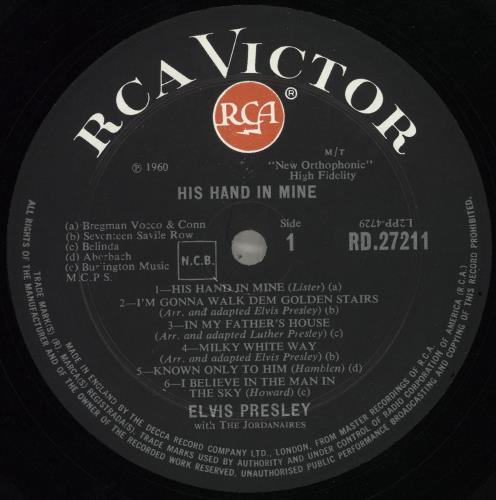 RCA VICTOR
RCA
®
M/T
℗ 1960
"New Orthophonic"
High Fidelity
HIS HAND IN MINE
(a) Bregman Vocco & Conn
(b) Seventeen Savile Row
(c) Belinda
(d) Aberbach
(e) Burlington Music
M.C.P.S.
N.C.B.
Side
1
L2PP-4729
RD.27211
1—HIS HAND IN MINE (Lister) (a)
2—I'M GONNA WALK DEM GOLDEN STAIRS
(Arr. and adapted Elvis Presley) (b)
3—IN MY FATHER'S HOUSE
(Arr. and adapted Luther Presley) (c)
4—MILKY WHITE WAY
(Arr. and adapted Elvis Presley) (b)
5—KNOWN ONLY TO HIM (Hamblen) (d)
6—I BELIEVE IN THE MAN IN
THE SKY (Howard) (e)
ELVIS PRESLEY
with THE JORDANAIRES
ALL RIGHTS OF THE MANUFACTURER AND OF THE OWNER OF THE RECORDED WORK RESERVED. UNAUTHORISED PUBLIC PERFORMANCE BROADCASTING AND COPYING OF THIS RECORD PROHIBITED.
TRADE MARK(S) (R). MARCA(S) REGISTRADA(S) TRADE MARKS USED BY AUTHORITY AND UNDER CONTROL OF RADIO CORPORATION OF AMERICA (R.C.A.)
MADE IN ENGLAND BY THE DECCA RECORD COMPANY LTD., LONDON, FROM MASTER RECORDINGS OF R.C.A.